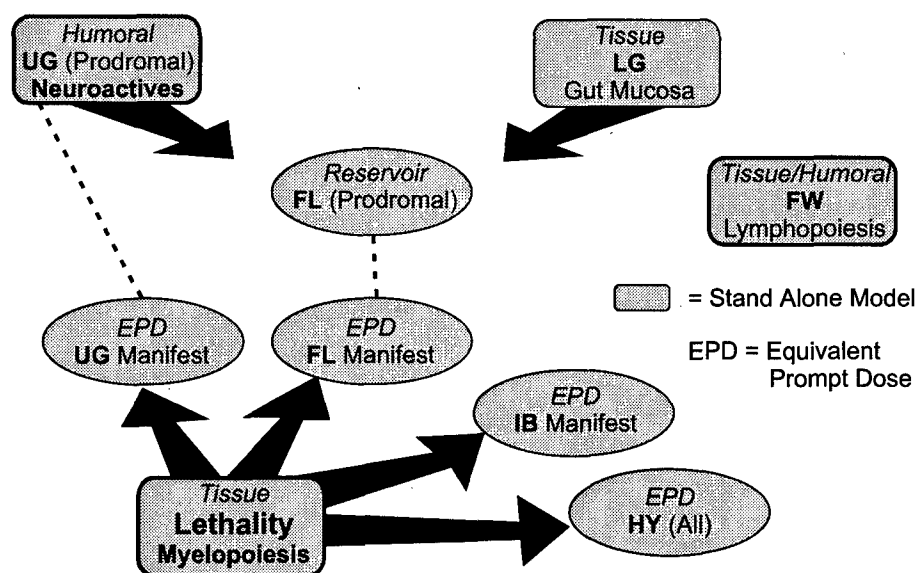 Humoral
UG (Prodromal)
Neuroactives
Tissue
LG
Gut Mucosa
Reservoir
FL (Prodromal)
Tissue/Humoral
FW
Lymphopoiesis
= Stand Alone Model
EPD = Equivalent
Prompt Dose
EPD
UG Manifest
EPD
FL Manifest
EPD
IB Manifest
EPD
HY (All)
Tissue
Lethality
Myelopoiesis